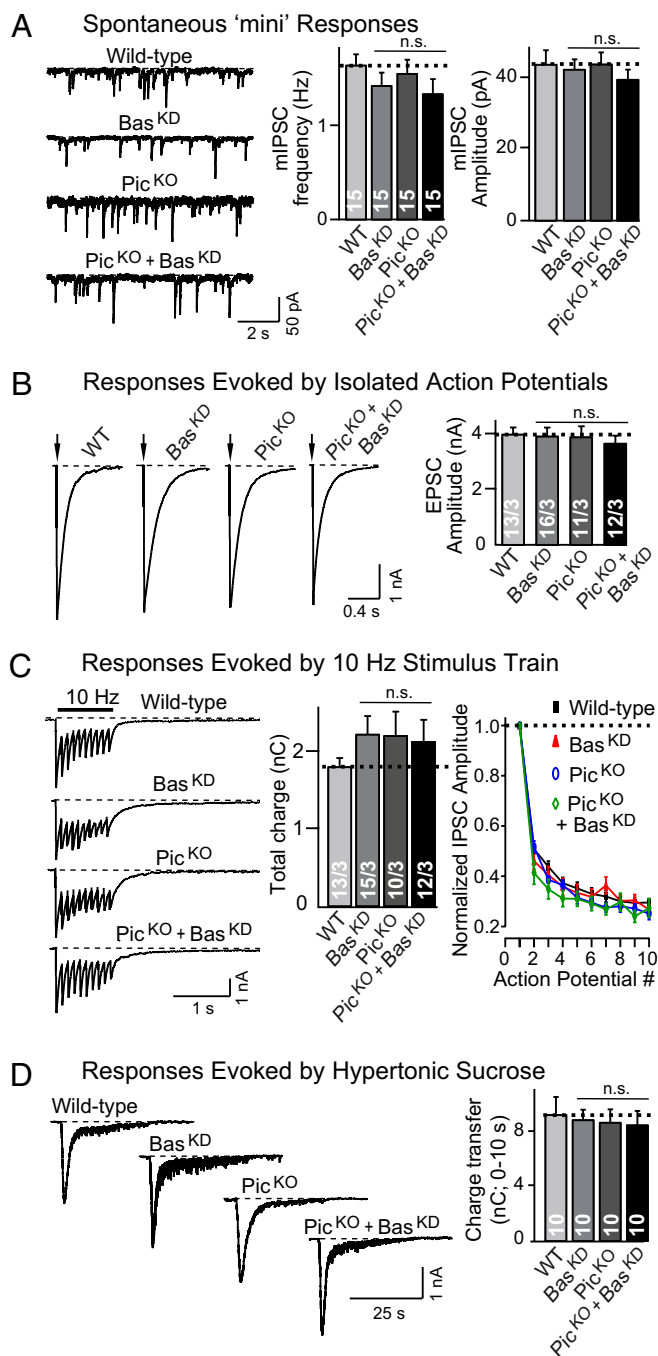 A Spontaneous 'mini' Responses
Wild-type
Bas KD
Pic KO
Pic KO + Bas KD
2 s
50 pA
mIPSC frequency (Hz)
1
0
n.s.
15
15
15
15
WT
Bas KD
Pic KO
Pic KO + Bas KD
mIPSC Amplitude (pA)
40
20
0
n.s.
WT
Bas KD
Pic KO
Pic KO + Bas KD
B Responses Evoked by Isolated Action Potentials
WT
Bas KD
Pic KO
Pic KO + Bas KD
0.4 s
1 nA
EPSC Amplitude (nA)
4
2
0
n.s.
13/3
16/3
11/3
12/3
WT
Bas KD
Pic KO
Pic KO + Bas KD
C Responses Evoked by 10 Hz Stimulus Train
10 Hz
Wild-type
Bas KD
Pic KO
Pic KO + Bas KD
1 s
1 nA
Total charge (nC)
2
1
0
n.s.
13/3
15/3
10/3
12/3
WT
Bas KD
Pic KO
Pic KO + Bas KD
Normalized IPSC Amplitude
1.0
0.8
0.6
0.4
0.2
Wild-type
Bas KD
Pic KO
Pic KO
+ Bas KD
0 2 4 6 8 10
Action Potential #
D Responses Evoked by Hypertonic Sucrose
Wild-type
Bas KD
Pic KO
Pic KO + Bas KD
25 s
1 nA
Charge transfer
(nC; 0-10 s)
8
4
0
n.s.
10
10
10
10
WT
Bas KD
Pic KO
Pic KO + Bas KD